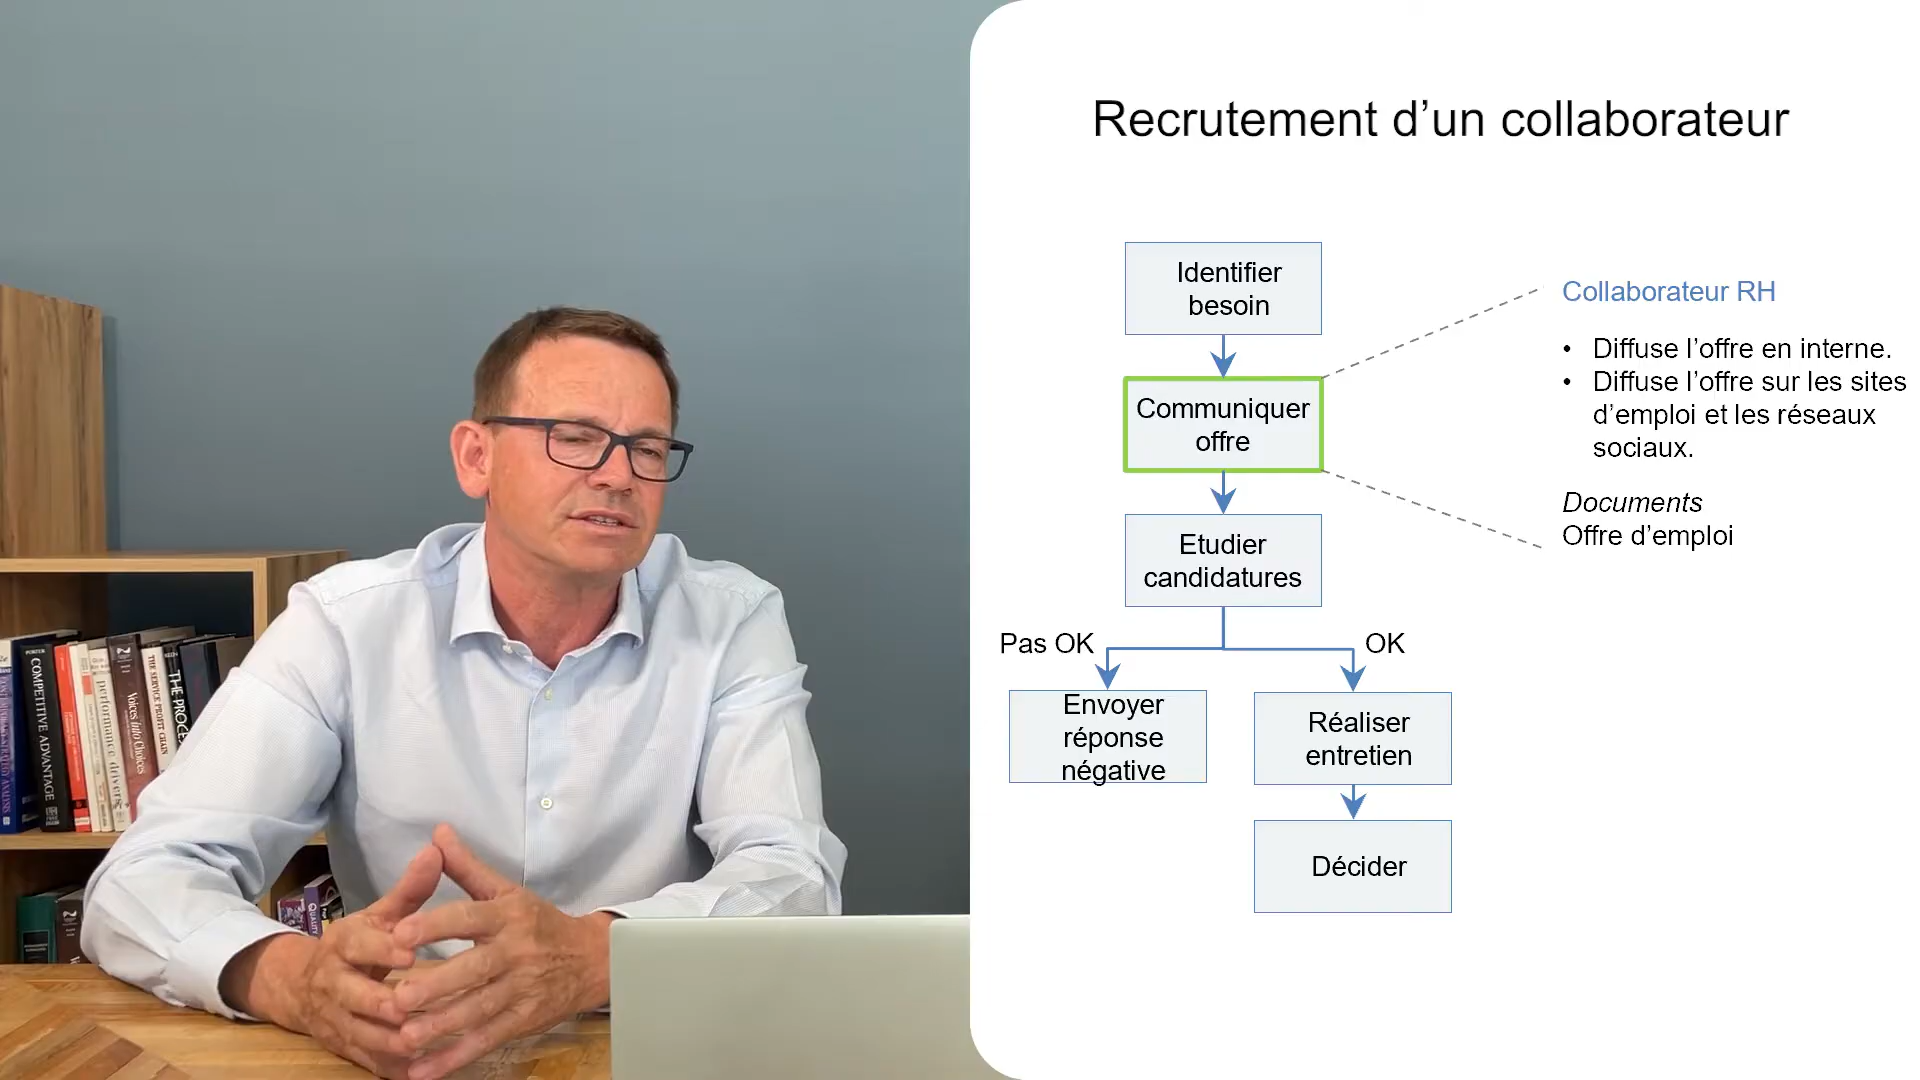 Recrutement d’un collaborateur
Identifier
besoin
Communiquer
offre
Etudier
candidatures
Pas OK
OK
Envoyer
réponse
négative
Réaliser
entretien
Décider
Collaborateur RH
• Diffuse l’offre en interne.
• Diffuse l’offre sur les sites
d’emploi et les réseaux
sociaux.
Documents
Offre d’emploi
PORTER
COMPETITIVE ADVANTAGE
performance drivers
Voices into Choices
THE SERVICE PROFIT CHAIN
QUALITY